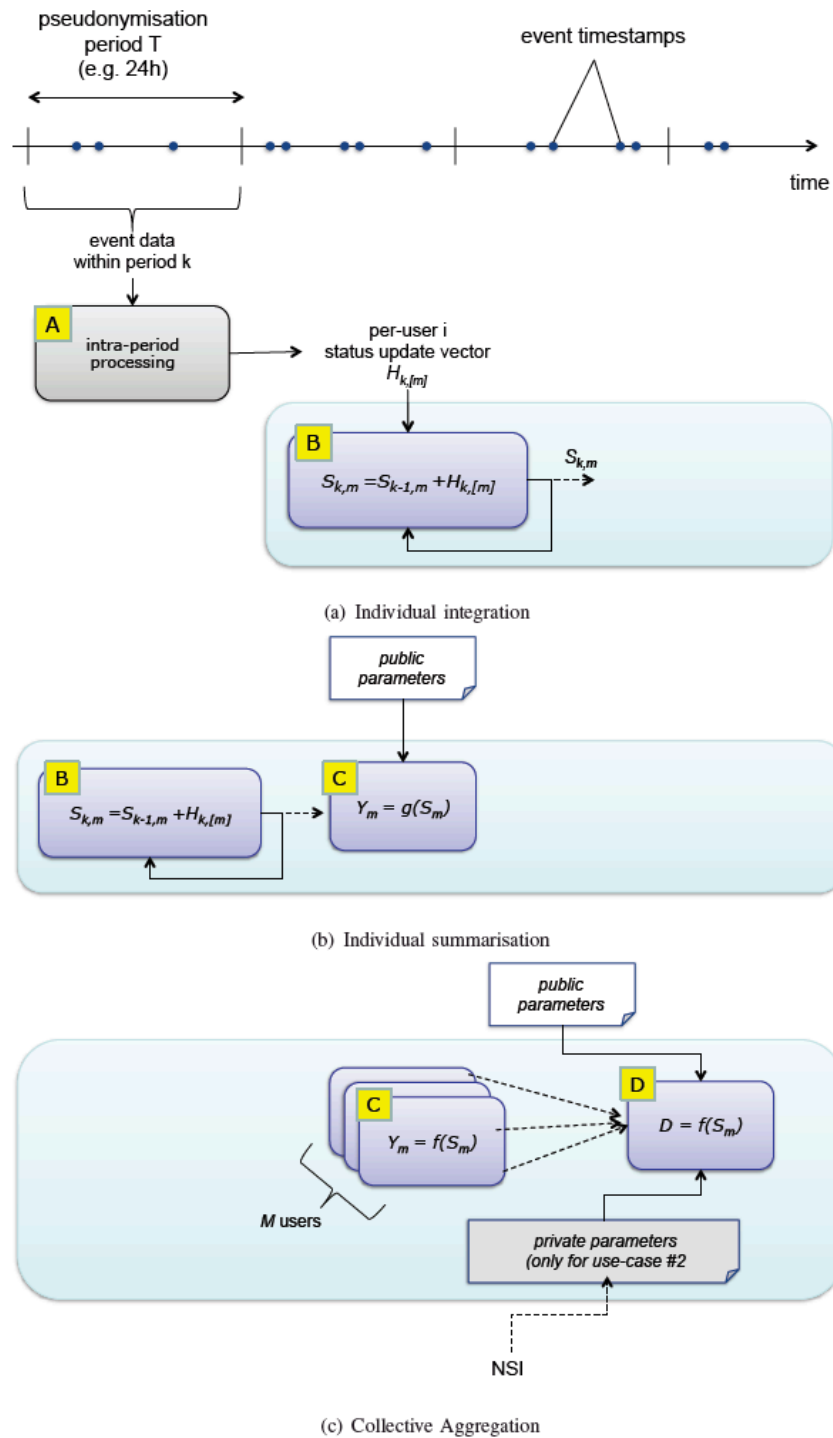 pseudonymisation
period T
(e.g. 24h)
event timestamps
time
event data
within period k
A
intra-period
processing
per-user i
status update vector
H_{k,[m]}
B
S_{k,m} =S_{k-1,m} +H_{k,[m]}
S_{k,m}
(a) Individual integration
public
parameters
B
S_{k,m} =S_{k-1,m} +H_{k,[m]}
C
Y_m = g(S_m)
(b) Individual summarisation
public
parameters
C
Y_m = f(S_m)
D
D = f(S_m)
M users
private parameters
(only for use-case #2
NSI
(c) Collective Aggregation